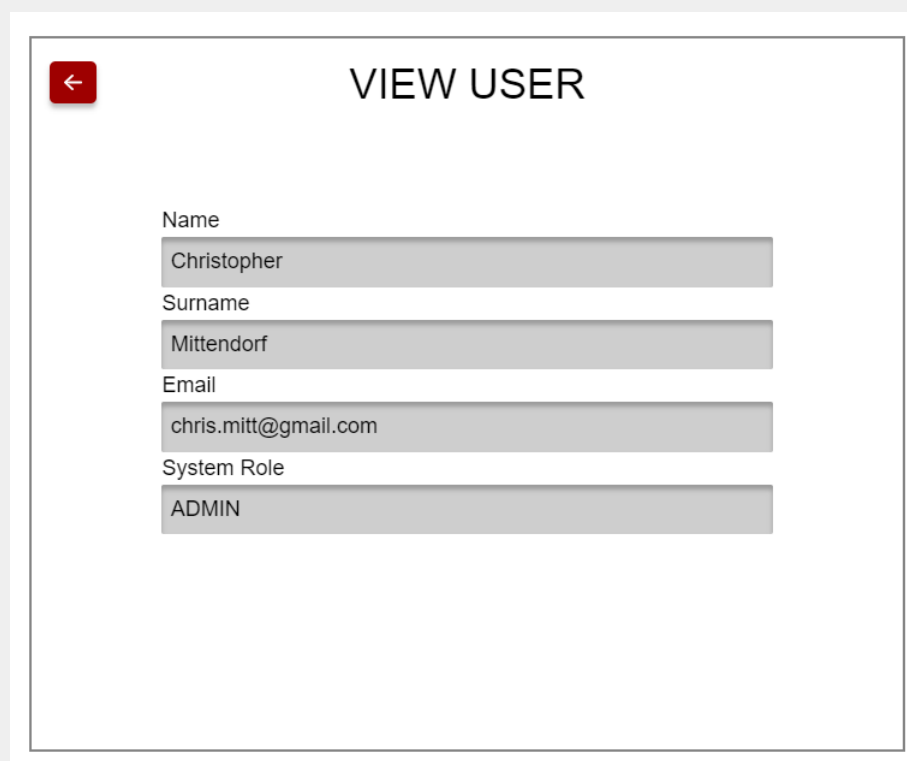 VIEW USER
Name
Christopher
Surname
Mittendorf
Email
chris.mitt@gmail.com
System Role
ADMIN